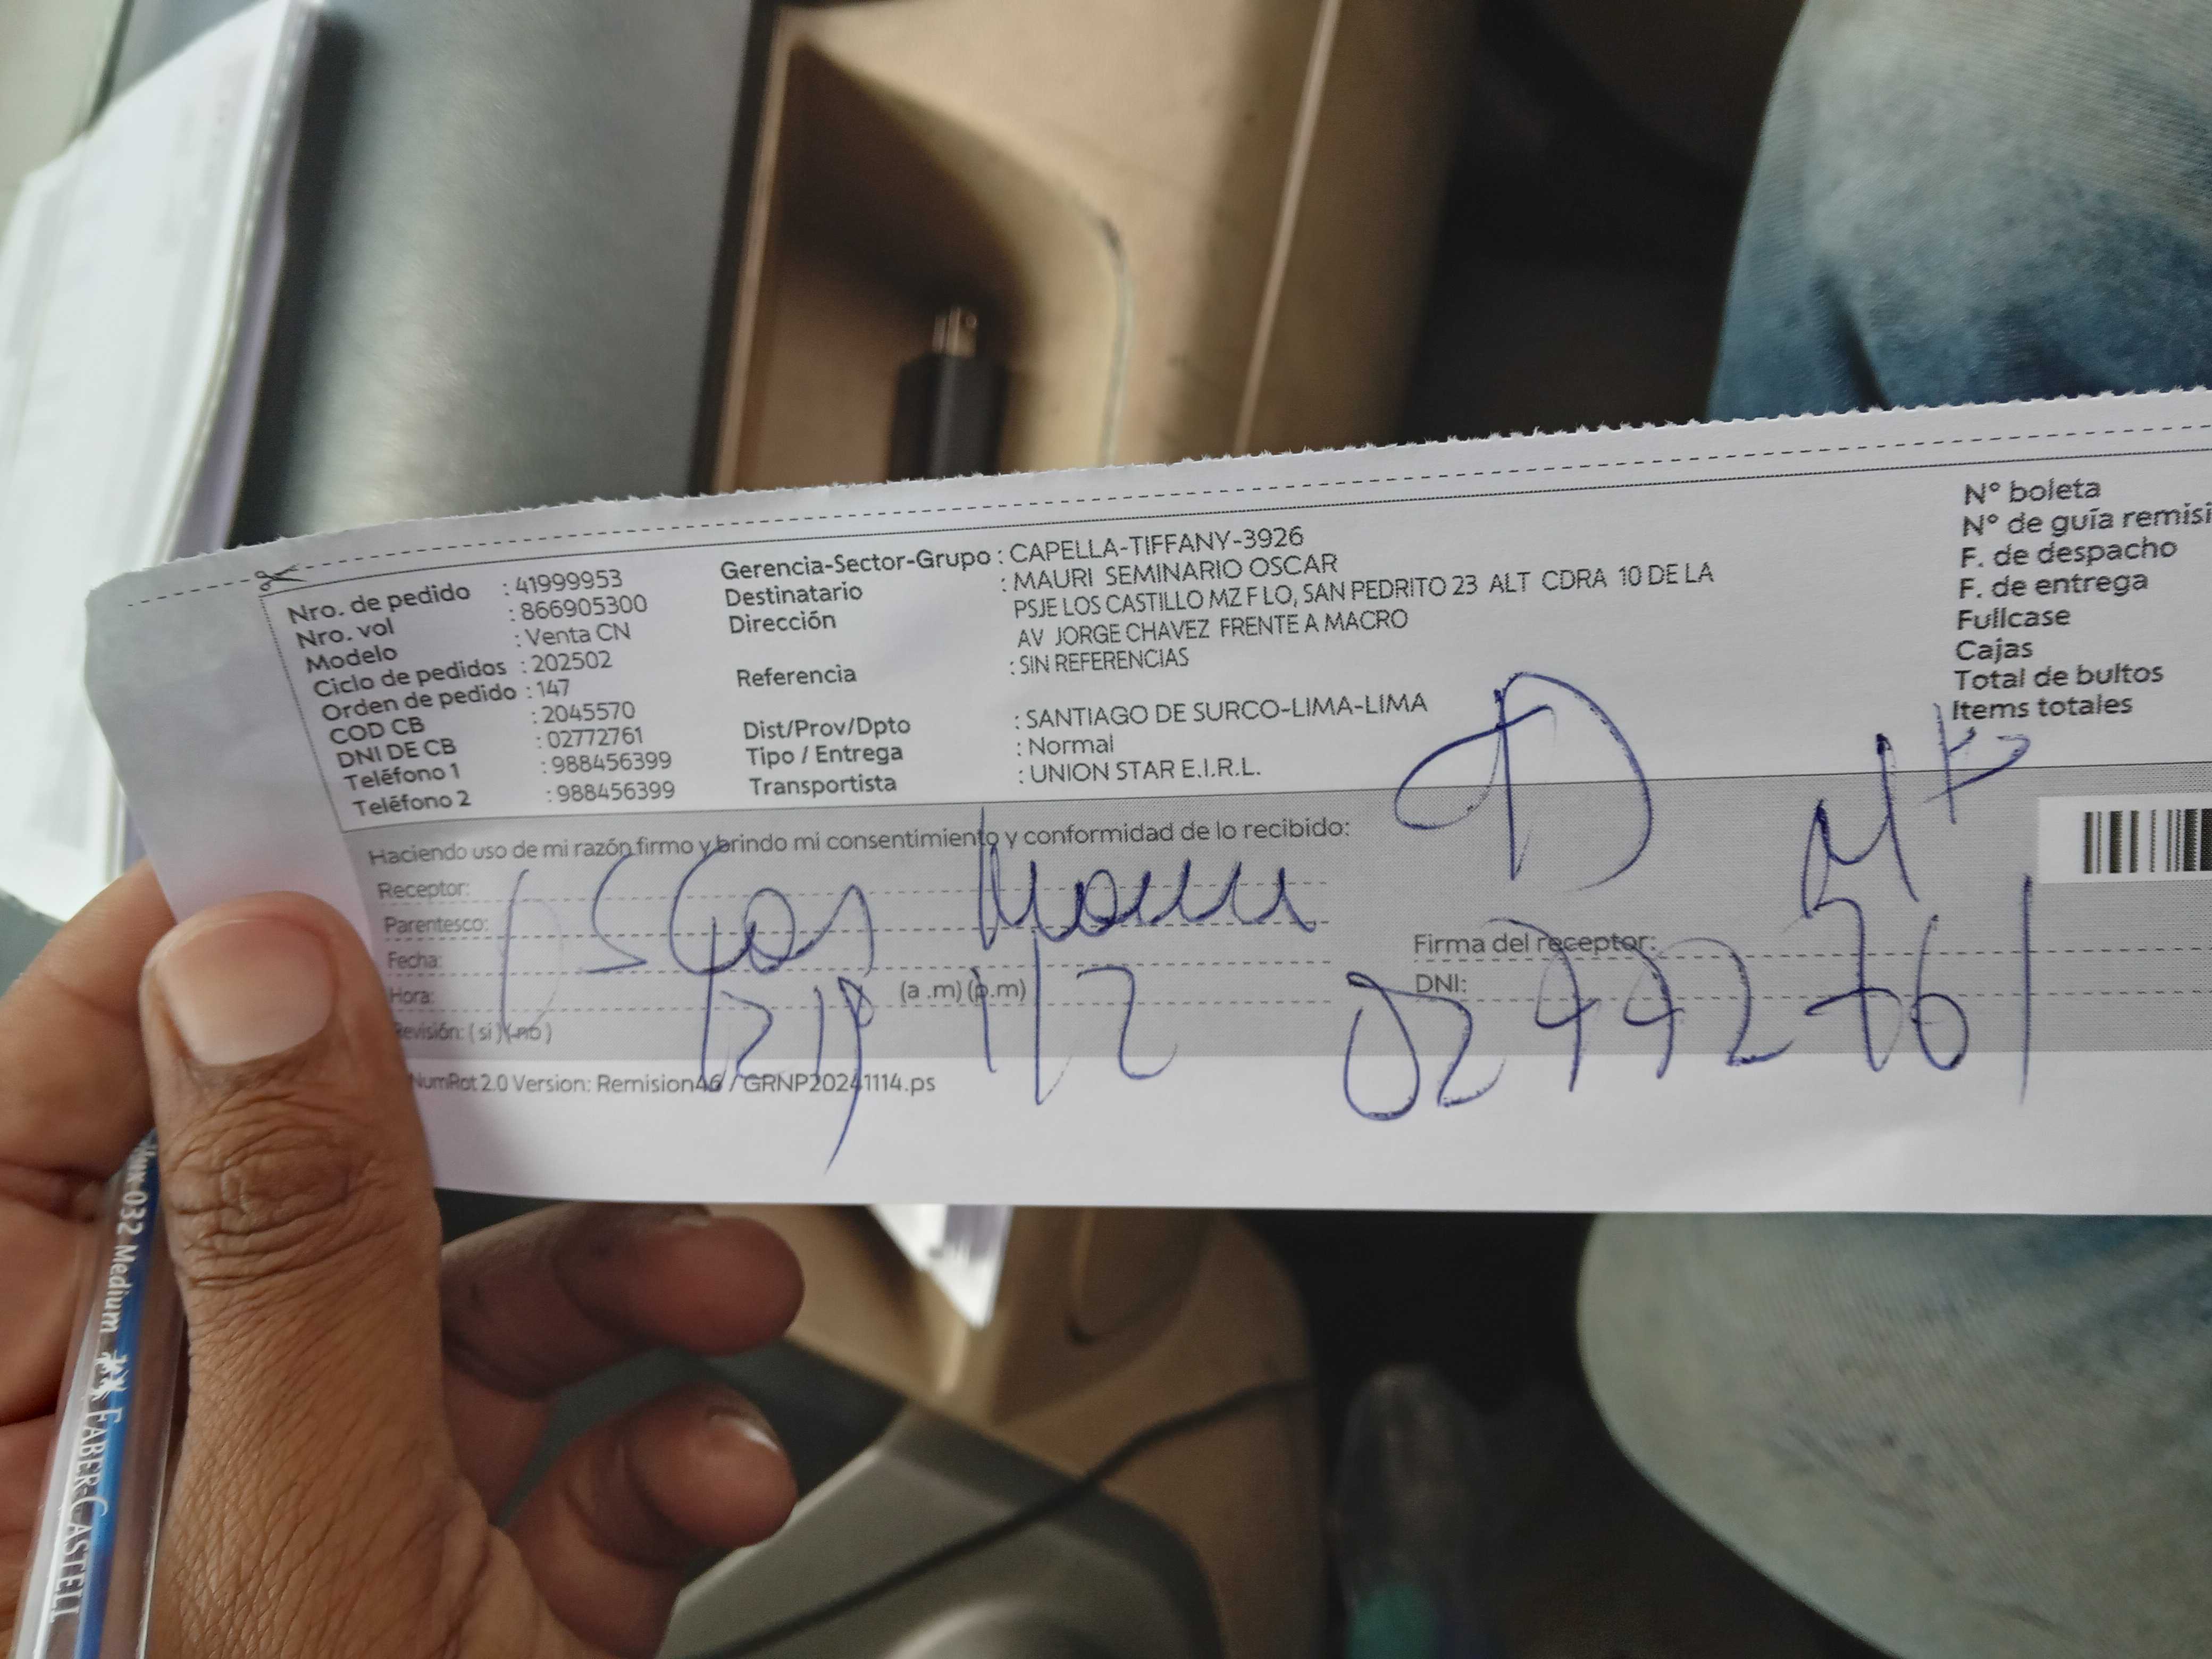 Nro. de pedido : 41999953
Nro. vol : 866905300
Modelo : Venta CN
Ciclo de pedidos : 202502
Orden de pedido : 147
COD CB : 2045570
DNI DE CB : 02772761
Teléfono 1 : 988456399
Teléfono 2 : 988456399
Gerencia-Sector-Grupo : CAPELLA-TIFFANY-3926
Destinatario : MAURI SEMINARIO OSCAR
Dirección PSJE LOS CASTILLO MZ F LO, SAN PEDRITO 23 ALT CDRA 10 DE LA
AV JORGE CHAVEZ FRENTE A MACRO
Referencia : SIN REFERENCIAS
Dist/Prov/Dpto : SANTIAGO DE SURCO-LIMA-LIMA
Tipo / Entrega : Normal
Transportista : UNION STAR E.I.R.L.
N° boleta
N° de guía remisi
F. de despacho
F. de entrega
Fullcase
Cajas
Total de bultos
Items totales
Haciendo uso de mi razón firmo y brindo mi consentimiento y conformidad de lo recibido:
Receptor:
Parentesco: Oscar Mauri
Fecha:
Hora: (a .m) (p.m)
Revisión: ( si ) ( no )
Firma del receptor:
DNI: 02772761
NumRot 2.0 Version: Remision46 / GRNP20241114.ps
032 Medium FABER-CASTELL